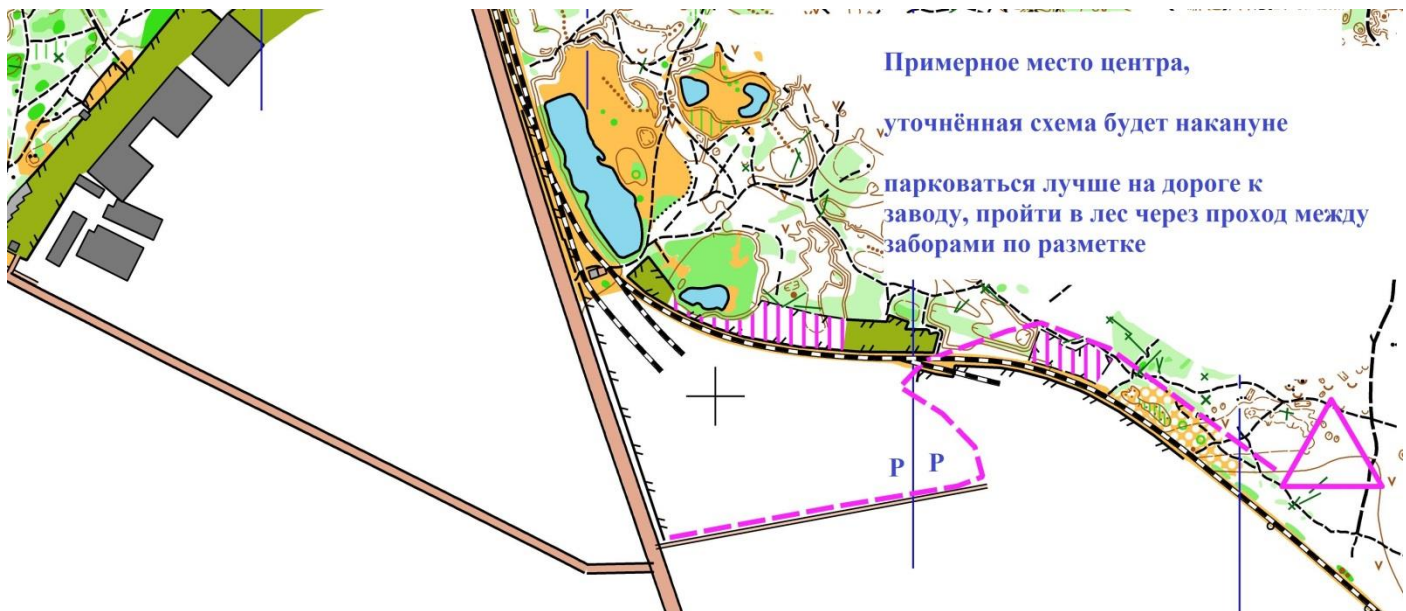 Примерное место центра,
уточнённая схема будет накануне
парковаться лучше на дороге к
заводу, пройти в лес через проход между
заборами по разметке
Р Р